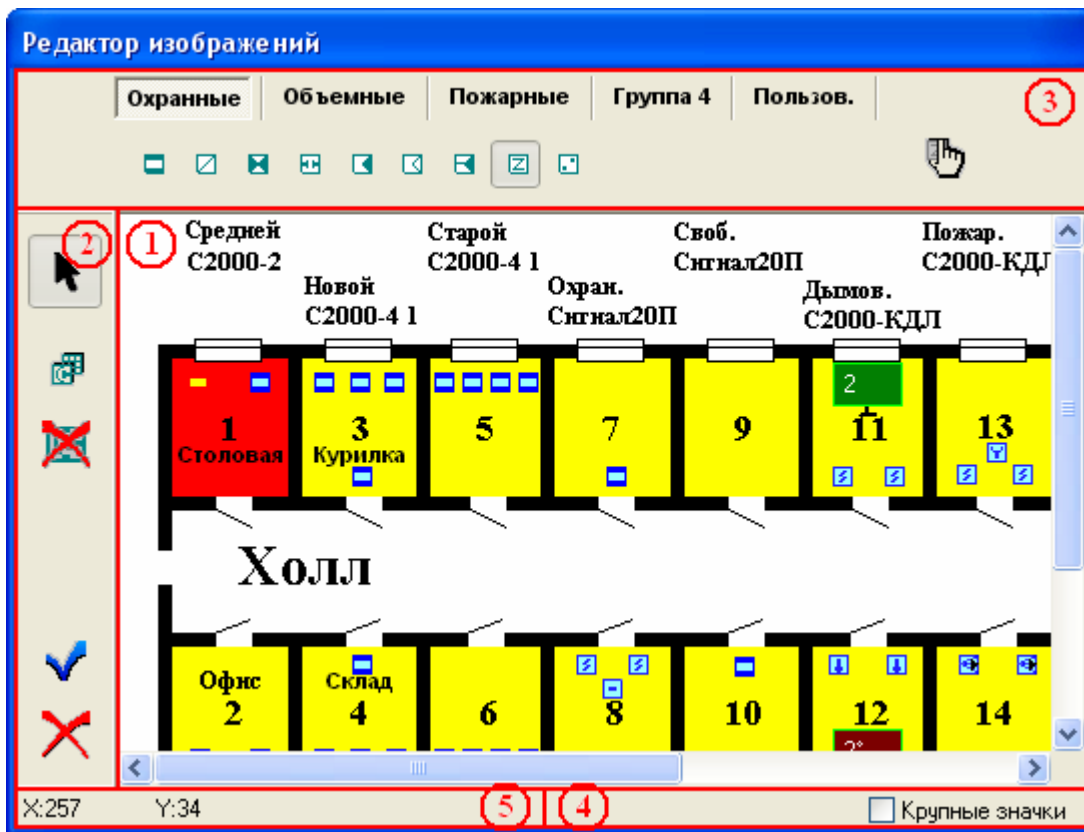 Редактор изображений
Охранные Объемные Пожарные Группа 4 Пользов. 3
2 1 Средней Старой Своб. Пожар.
С2000-2 С2000-4 1 Сигнал20П С2000-КДЛ
Новой Охран. Дымов.
С2000-4 1 Сигнал20П С2000-КДЛ
2
1 3 5 7 9 11 13
Столовая Курилка
Холл
Офис Склад
2 4 6 8 10 12 14
2*
X:257 Y:34 5 4 Крупные значки